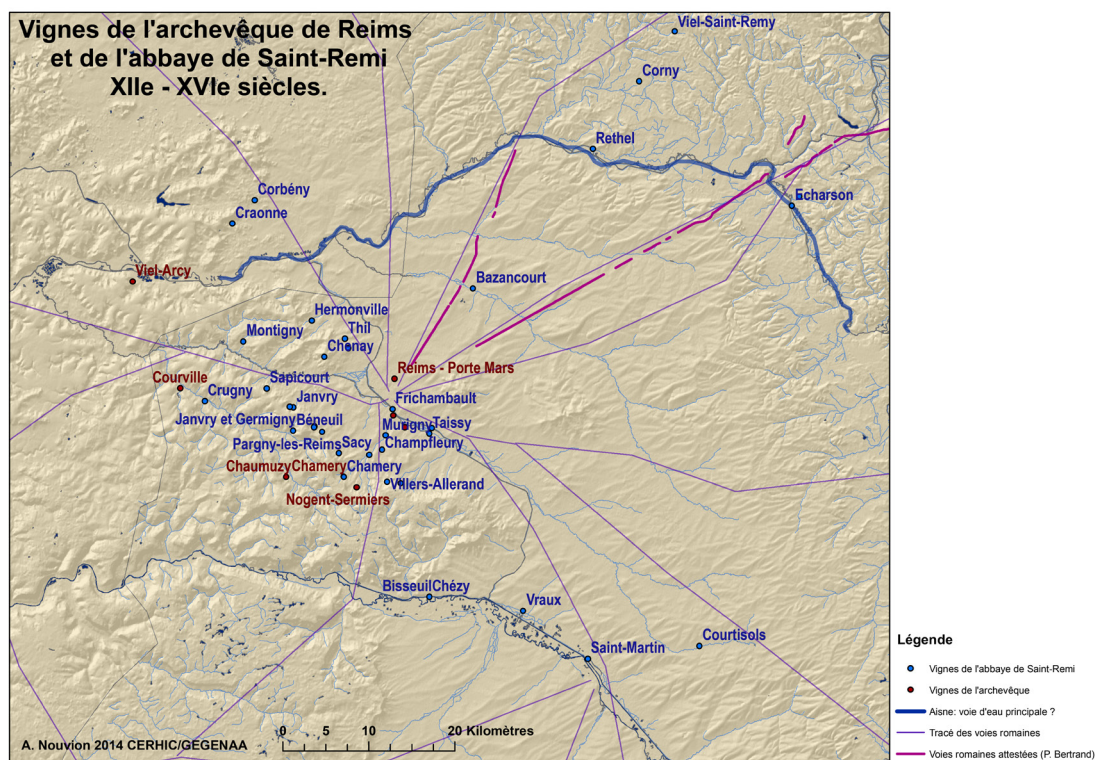 Vignes de l'archevêque de Reims
et de l'abbaye de Saint-Remi
XIIe - XVIe siècles.
Viel-Saint-Remy
Corny
Rethel
Echarson
Corbény
Craonne
Viel-Arcy
Bazancourt
Hermonville
Thil
Montigny
Chenay
Reims - Porte Mars
Courville
Sapicourt
Crugny
Janvry
Frichambault
Janvry et Germigny
Béneuil
Murigny
Taissy
Pargny-les-Reims
Sacy
Champfleury
Chaumuzy
Chamery
Chamery
Villers-Allerand
Nogent-Sermiers
Bisseuil
Chézy
Vraux
Courtisols
Saint-Martin
Légende
Vignes de l'abbaye de Saint-Remi
Vignes de l'archevêque
Aisne: voie d'eau principale ?
Tracé des voies romaines
Voies romaines attestées (P. Bertrand)
0 5 10 20 Kilomètres
A. Nouvion 2014 CERHIC/GEGENAA